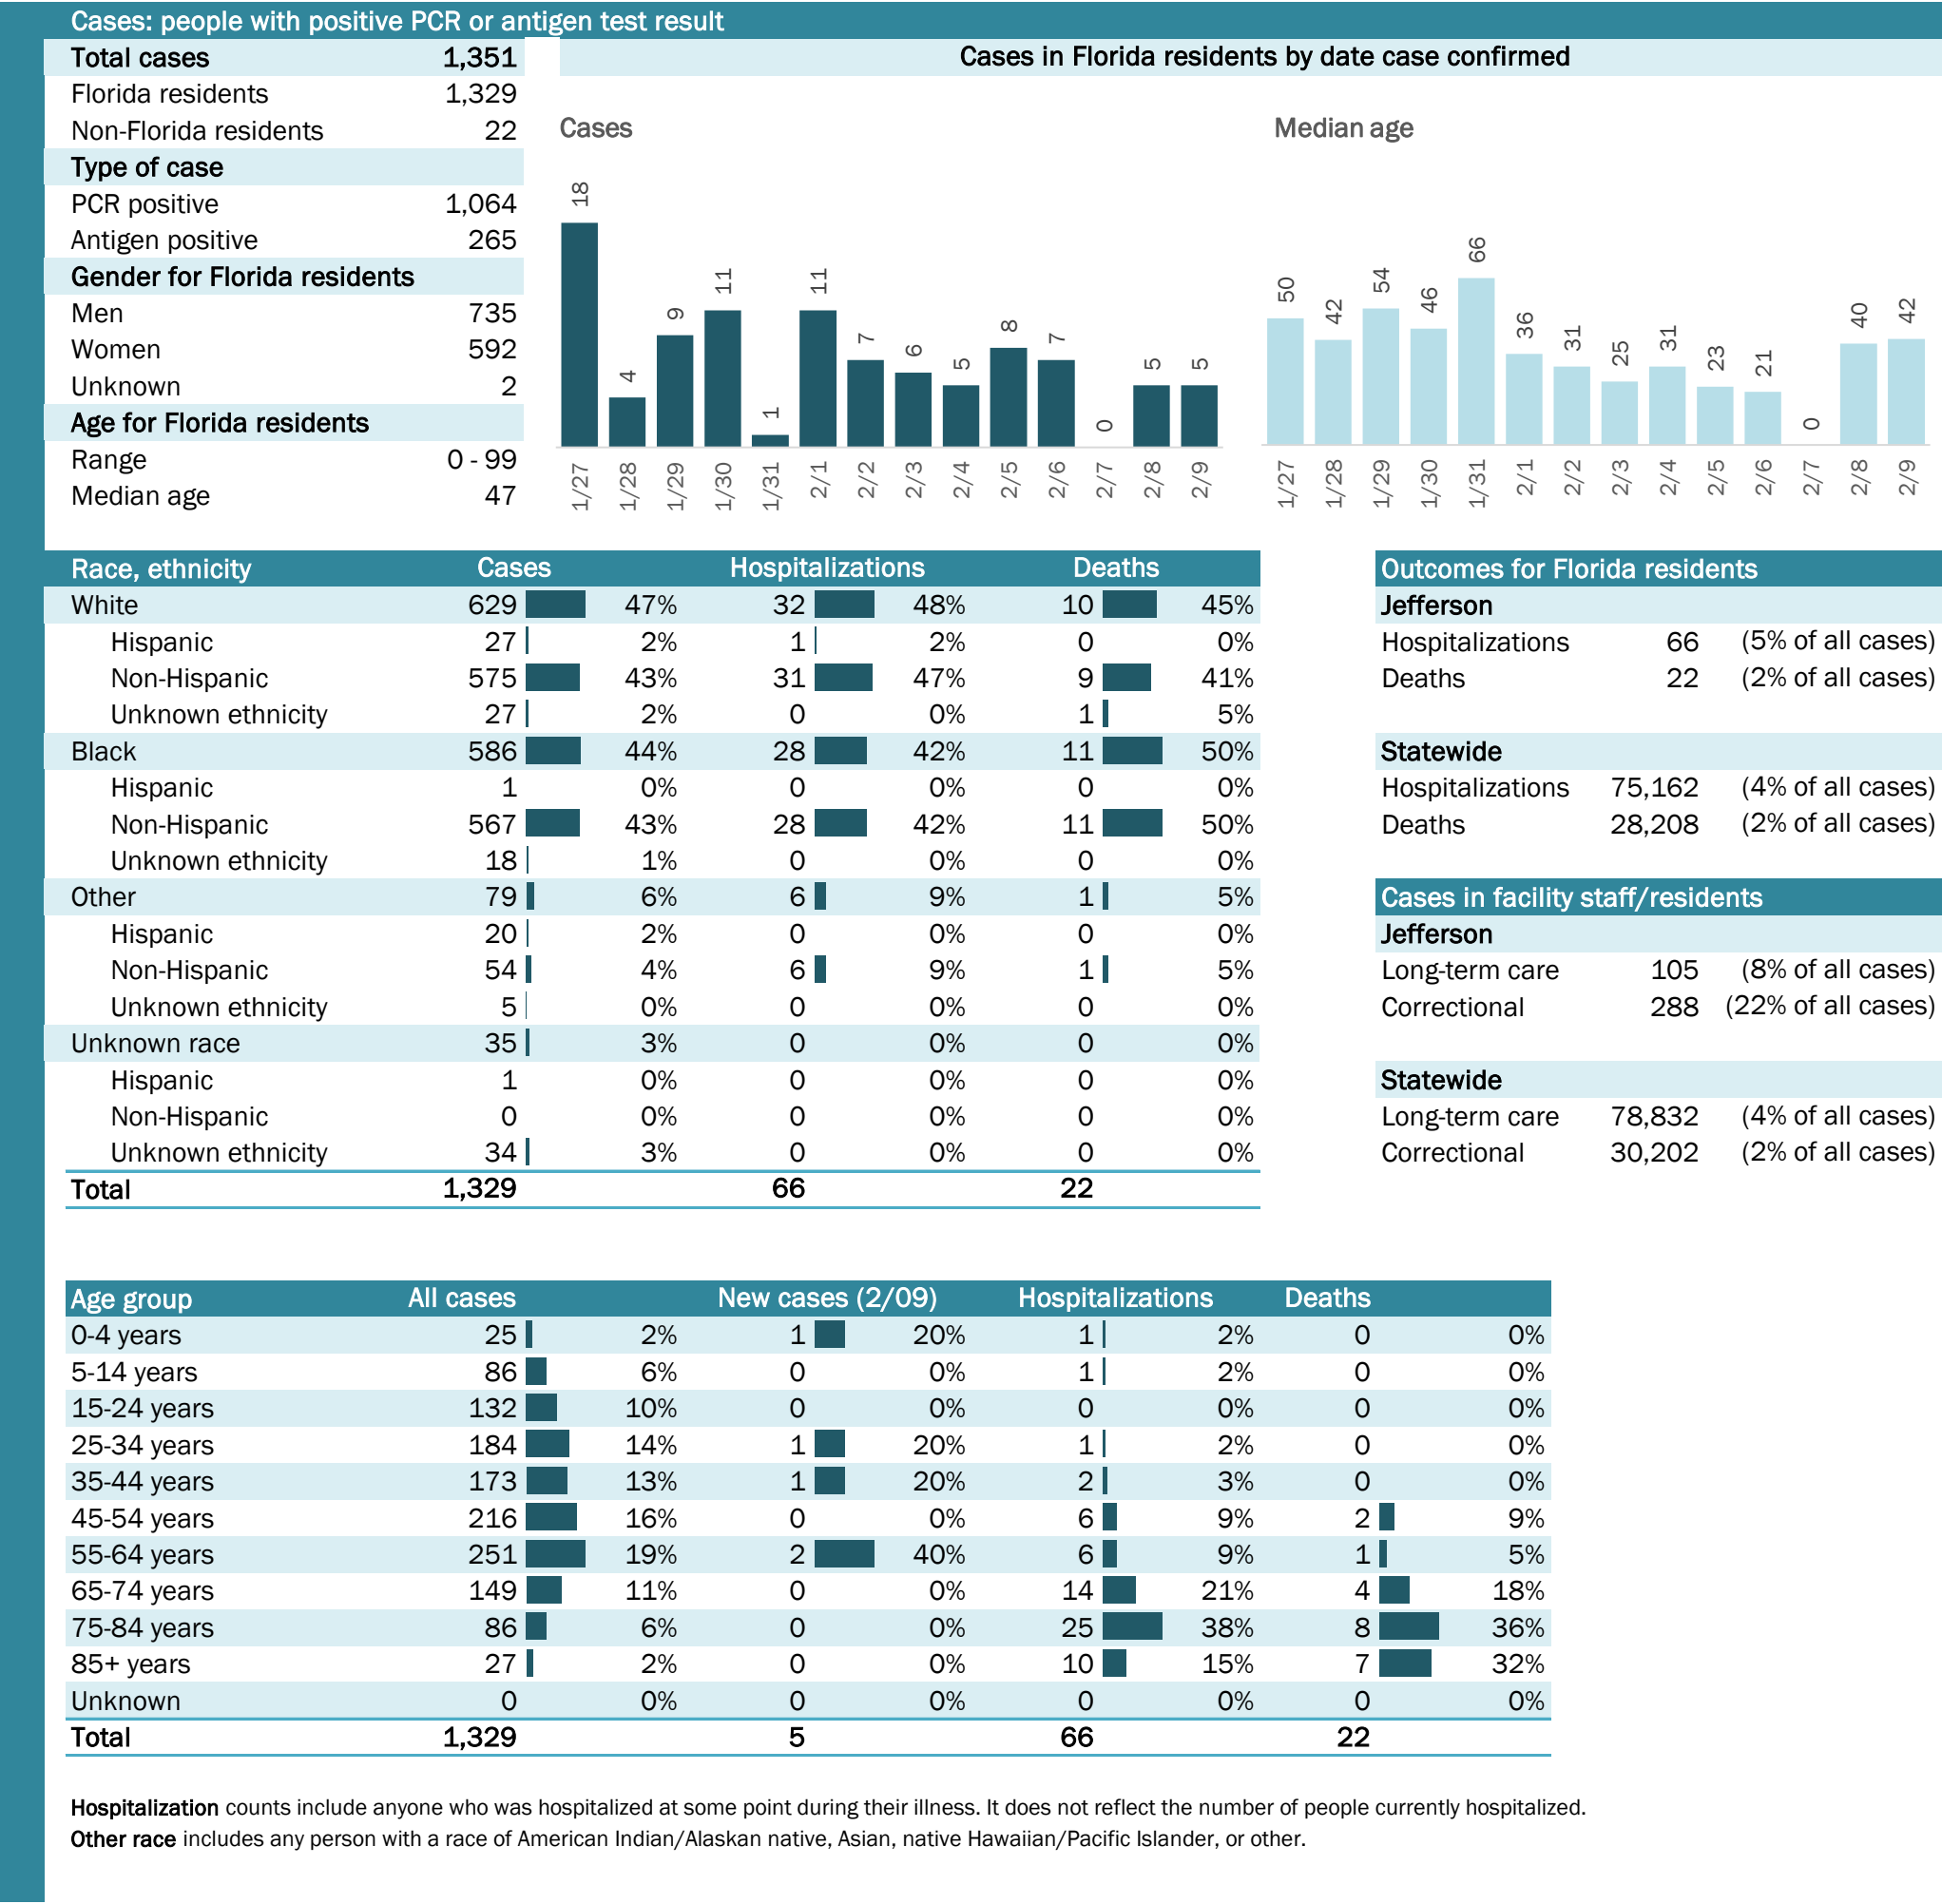 Cases: people with positive PCR or antigen test result
Total cases 1,351
Florida residents 1,329
Non-Florida residents 22
Type of case
PCR positive 1,064
Antigen positive 265
Gender for Florida residents
Men 735
Women 592
Unknown 2
Age for Florida residents
Range 0 - 99
Median age 47
Cases in Florida residents by date case confirmed
Cases
18 4 9 11 1 11 7 6 5 8 7 0 5 5
1/27 1/28 1/29 1/30 1/31 2/1 2/2 2/3 2/4 2/5 2/6 2/7 2/8 2/9
Median age
50 42 54 46 66 36 31 25 31 23 21 0 40 42
1/27 1/28 1/29 1/30 1/31 2/1 2/2 2/3 2/4 2/5 2/6 2/7 2/8 2/9
Race, ethnicity Cases Hospitalizations Deaths
White 629 47% 32 48% 10 45%
Hispanic 27 2% 1 2% 0 0%
Non-Hispanic 575 43% 31 47% 9 41%
Unknown ethnicity 27 2% 0 0% 1 5%
Black 586 44% 28 42% 11 50%
Hispanic 1 0% 0 0% 0 0%
Non-Hispanic 567 43% 28 42% 11 50%
Unknown ethnicity 18 1% 0 0% 0 0%
Other 79 6% 6 9% 1 5%
Hispanic 20 2% 0 0% 0 0%
Non-Hispanic 54 4% 6 9% 1 5%
Unknown ethnicity 5 0% 0 0% 0 0%
Unknown race 35 3% 0 0% 0 0%
Hispanic 1 0% 0 0% 0 0%
Non-Hispanic 0 0% 0 0% 0 0%
Unknown ethnicity 34 3% 0 0% 0 0%
Total 1,329 66 22
Outcomes for Florida residents
Jefferson
Hospitalizations 66 (5% of all cases)
Deaths 22 (2% of all cases)
Statewide
Hospitalizations 75,162 (4% of all cases)
Deaths 28,208 (2% of all cases)
Cases in facility staff/residents
Jefferson
Long-term care 105 (8% of all cases)
Correctional 288 (22% of all cases)
Statewide
Long-term care 78,832 (4% of all cases)
Correctional 30,202 (2% of all cases)
Age group All cases New cases (2/09) Hospitalizations Deaths
0-4 years 25 2% 1 20% 1 2% 0 0%
5-14 years 86 6% 0 0% 1 2% 0 0%
15-24 years 132 10% 0 0% 0 0% 0 0%
25-34 years 184 14% 1 20% 1 2% 0 0%
35-44 years 173 13% 1 20% 2 3% 0 0%
45-54 years 216 16% 0 0% 6 9% 2 9%
55-64 years 251 19% 2 40% 6 9% 1 5%
65-74 years 149 11% 0 0% 14 21% 4 18%
75-84 years 86 6% 0 0% 25 38% 8 36%
85+ years 27 2% 0 0% 10 15% 7 32%
Unknown 0 0% 0 0% 0 0% 0 0%
Total 1,329 5 66 22
Hospitalization counts include anyone who was hospitalized at some point during their illness. It does not reflect the number of people currently hospitalized.
Other race includes any person with a race of American Indian/Alaskan native, Asian, native Hawaiian/Pacific Islander, or other.